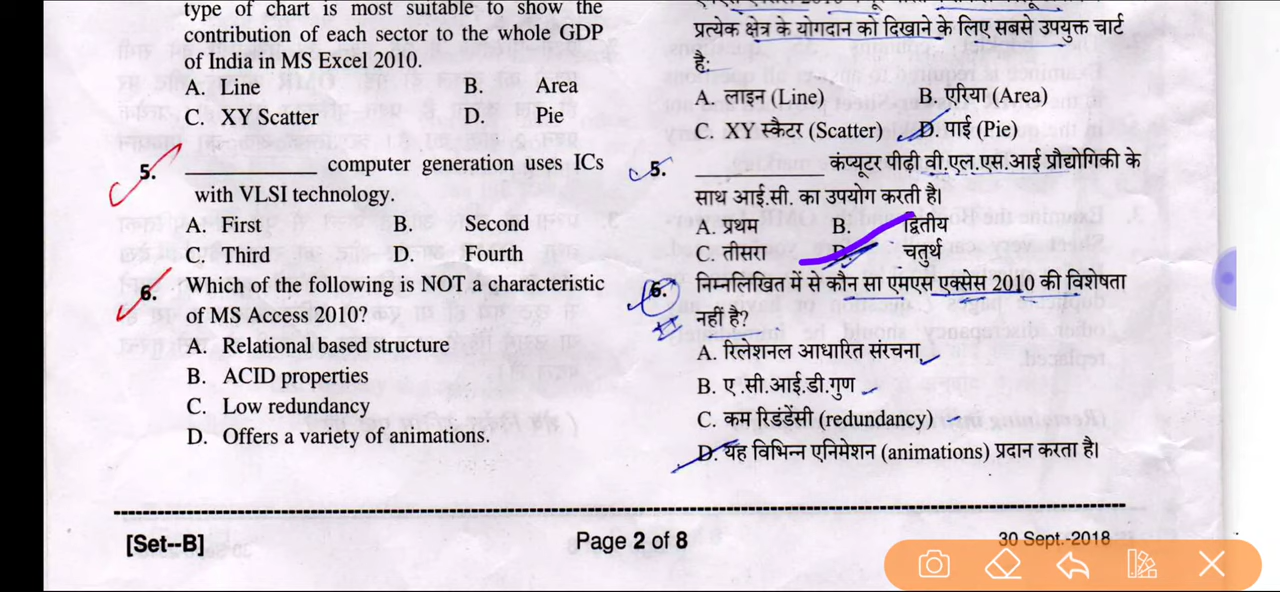 type of chart is most suitable to show the
contribution of each sector to the whole GDP
of India in MS Excel 2010.
A. Line B. Area
C. XY Scatter D. Pie
5. ____________ computer generation uses ICs
with VLSI technology.
A. First B. Second
C. Third D. Fourth
6. Which of the following is NOT a characteristic
of MS Access 2010?
A. Relational based structure
B. ACID properties
C. Low redundancy
D. Offers a variety of animations.
प्रत्येक क्षेत्र के योगदान को दिखाने के लिए सबसे उपयुक्त चार्ट
है:
A. लाइन (Line) B. एरिया (Area)
C. XY स्कैटर (Scatter) D. पाई (Pie)
5. ____________ कंप्यूटर पीढ़ी वी.एल.एस.आई प्रौद्योगिकी के
साथ आई.सी. का उपयोग करती है।
A. प्रथम B. द्वितीय
C. तीसरा D. चतुर्थ
6. निम्नलिखित में से कौन सा एमएस एक्सेस 2010 की विशेषता
नहीं है?
A. रिलेशनल आधारित संरचना
B. ए सी.आई.डी.गुण
C. कम रिडंडेंसी (redundancy)
D. यह विभिन्न एनिमेशन (animations) प्रदान करता है।
[Set--B] Page 2 of 8 30 Sept.-2018